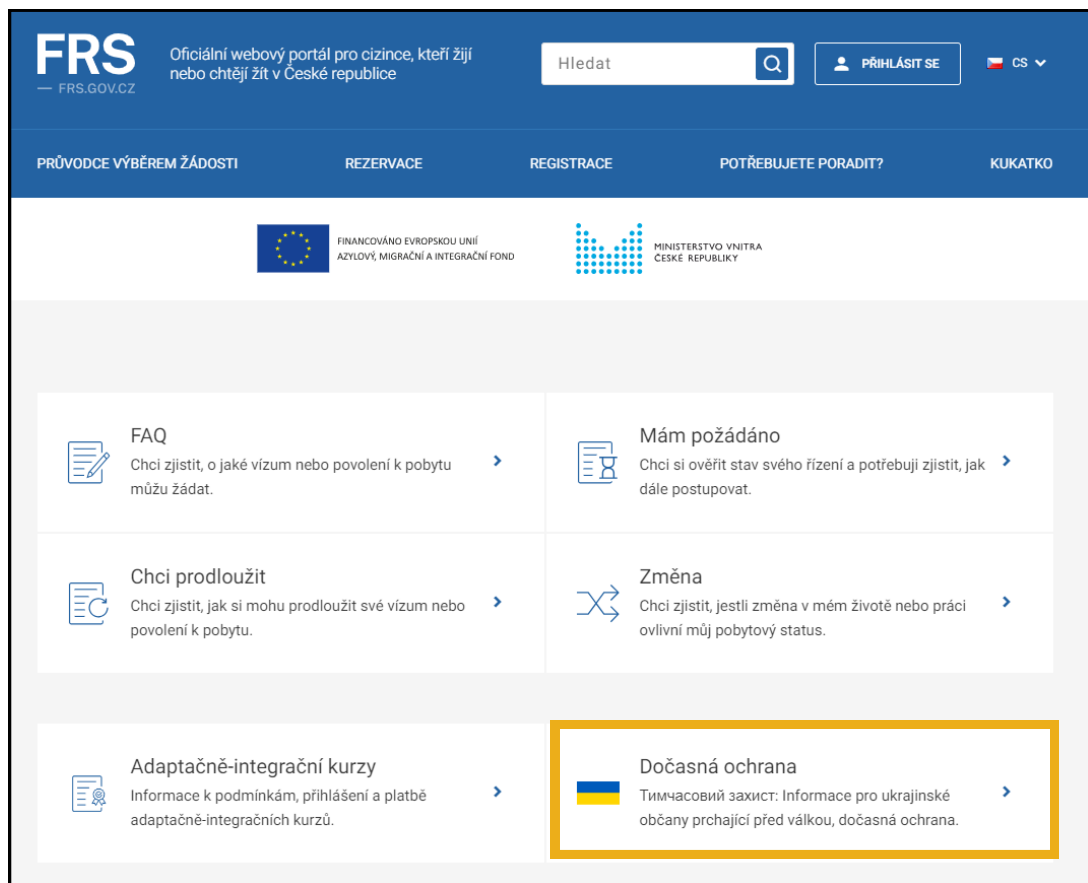 FRS
— FRS.GOV.CZ
Oficiální webový portál pro cizince, kteří žijí
nebo chtějí žít v České republice
Hledat
PŘIHLÁSIT SE
CS
PRŮVODCE VÝBĚREM ŽÁDOSTI
REZERVACE
REGISTRACE
POTŘEBUJETE PORADIT?
KUKATKO
FINANCOVÁNO EVROPSKOU UNIÍ
AZYLOVÝ, MIGRAČNÍ A INTEGRAČNÍ FOND
MINISTERSTVO VNITRA
ČESKÉ REPUBLIKY
FAQ
Chci zjistit, o jaké vízum nebo povolení k pobytu
můžu žádat.
Mám požádáno
Chci si ověřit stav svého řízení a potřebuji zjistit, jak
dále postupovat.
Chci prodloužit
Chci zjistit, jak si mohu prodloužit své vízum nebo
povolení k pobytu.
Změna
Chci zjistit, jestli změna v mém životě nebo práci
ovlivní můj pobytový status.
Adaptačně-integrační kurzy
Informace k podmínkám, přihlášení a platbě
adaptačně-integračních kurzů.
Dočasná ochrana
Тимчасовий захист: Informace pro ukrajinské
občany prchající před válkou, dočasná ochrana.